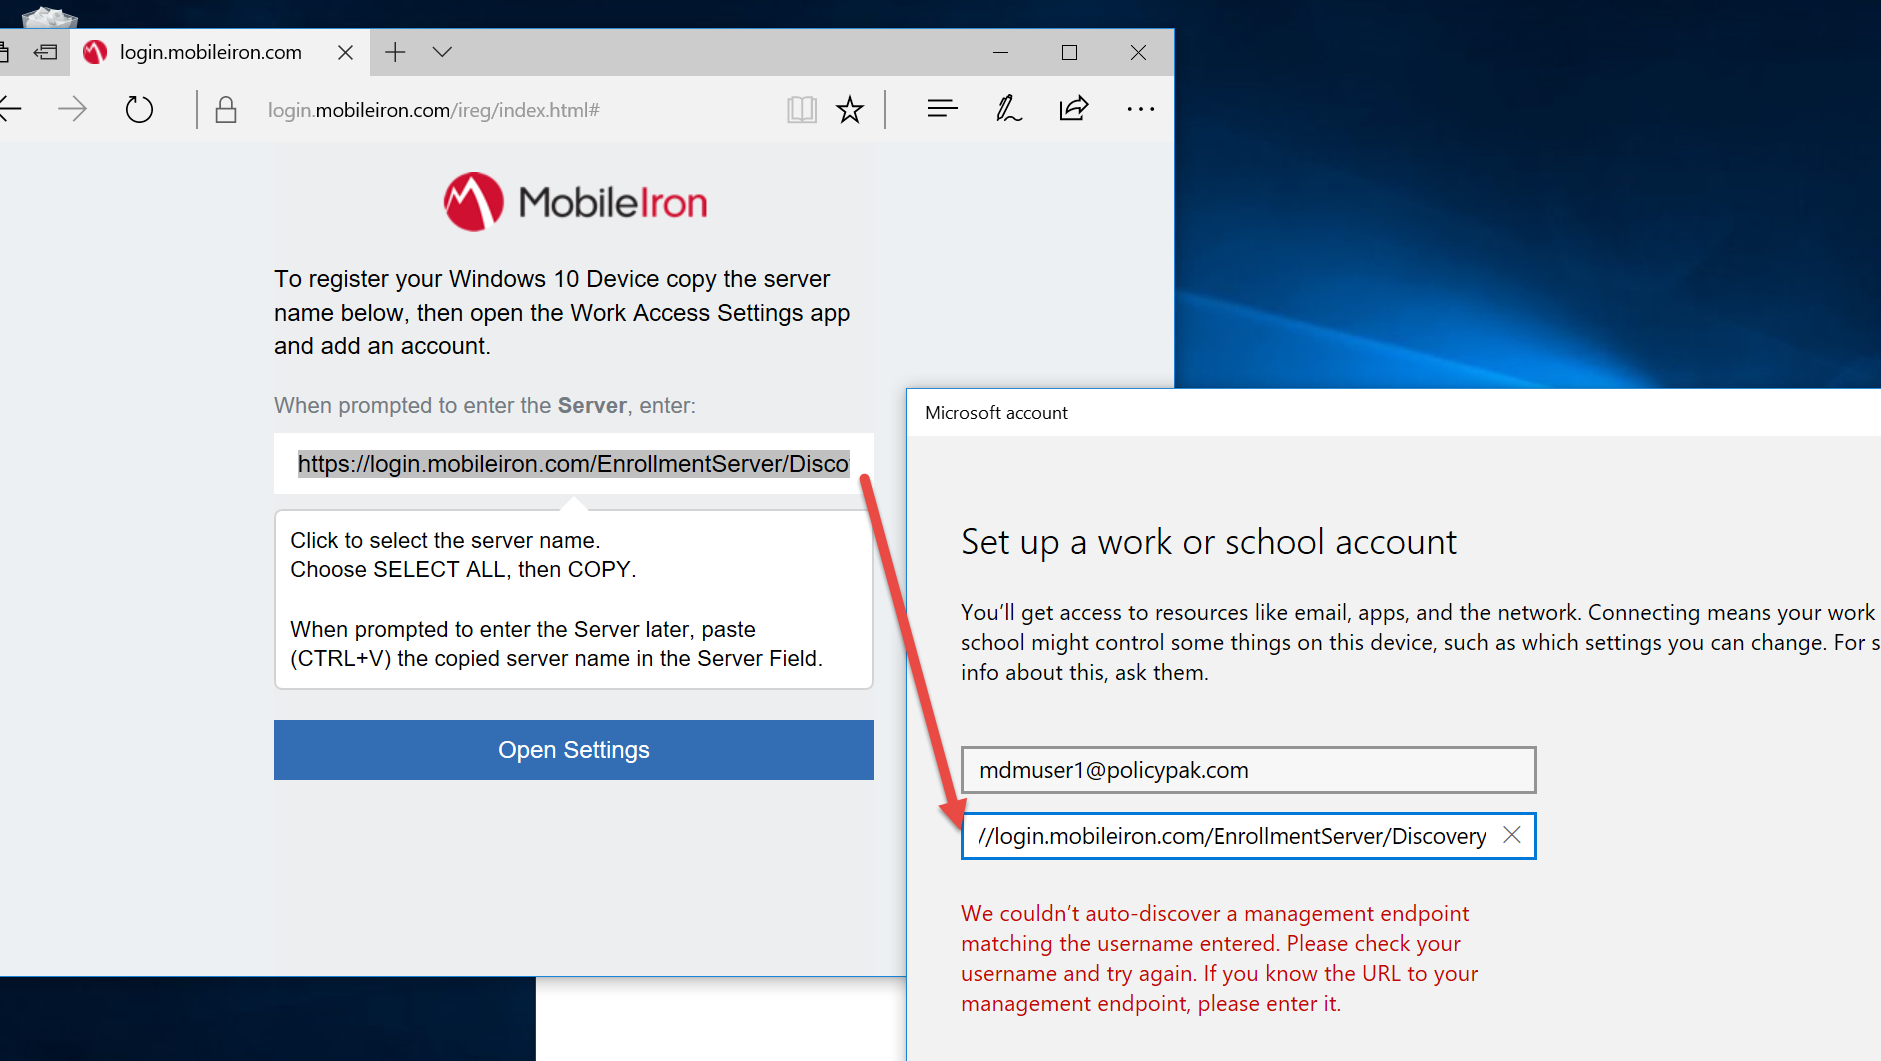 login.mobileiron.com
login.mobileiron.com/ireg/index.html#
MobileIron
To register your Windows 10 Device copy the server
name below, then open the Work Access Settings app
and add an account.
When prompted to enter the Server, enter:
https://login.mobileiron.com/EnrollmentServer/Disco
Click to select the server name.
Choose SELECT ALL, then COPY.
When prompted to enter the Server later, paste
(CTRL+V) the copied server name in the Server Field.
Open Settings
Microsoft account
Set up a work or school account
You’ll get access to resources like email, apps, and the network. Connecting means your work
school might control some things on this device, such as which settings you can change. For s
info about this, ask them.
mdmuser1@policypak.com
//login.mobileiron.com/EnrollmentServer/Discovery
We couldn’t auto-discover a management endpoint
matching the username entered. Please check your
username and try again. If you know the URL to your
management endpoint, please enter it.